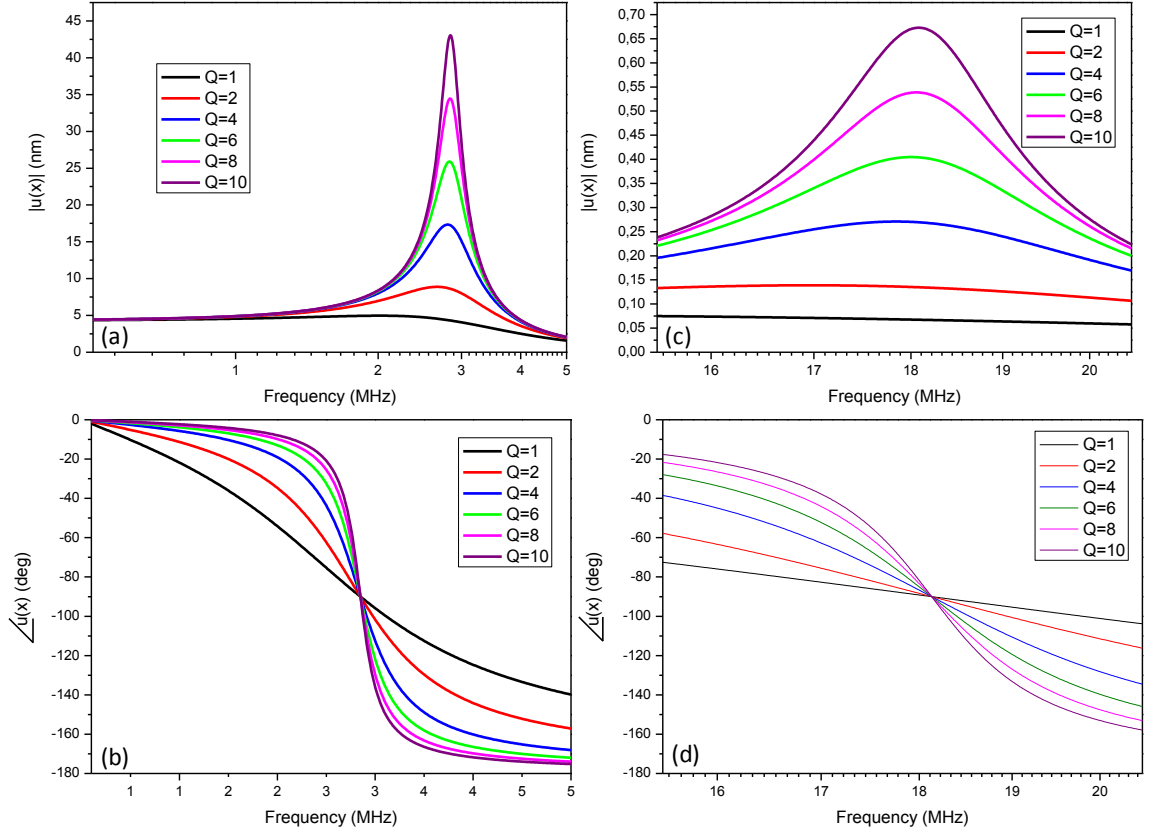 45
40
35
30
25
20
15
10
5
0
|u(x)| (nm)
Q=1
Q=2
Q=4
Q=6
Q=8
Q=10
(a)
1 2 3 4 5
Frequency (MHz)
0,70
0,65
0,60
0,55
0,50
0,45
0,40
0,35
0,30
0,25
0,20
0,15
0,10
0,05
0,00
|u(x)| (nm)
Q=1
Q=2
Q=4
Q=6
Q=8
Q=10
(c)
16 17 18 19 20
Frequency (MHz)
0
-20
-40
-60
-80
-100
-120
-140
-160
-180
∠u(x) (deg)
Q=1
Q=2
Q=4
Q=6
Q=8
Q=10
(b)
1 1 2 2 3 3 4 4 5 5
Frequency (MHz)
0
-20
-40
-60
-80
-100
-120
-140
-160
-180
∠u(x) (deg)
Q=1
Q=2
Q=4
Q=6
Q=8
Q=10
(d)
16 17 18 19 20
Frequency (MHz)